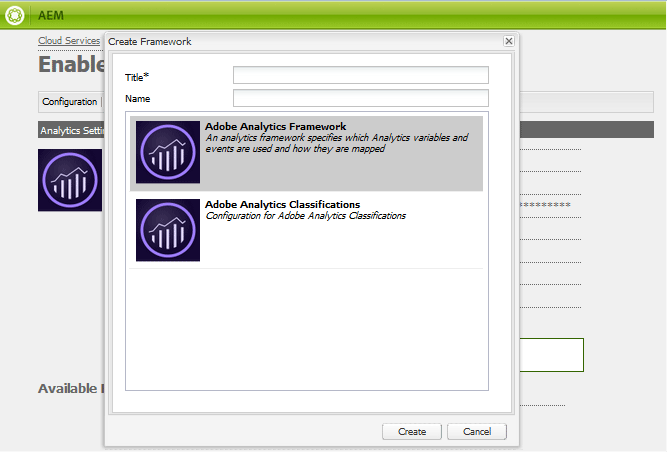 AEM
Cloud Services
Enable
Configuration
Analytics Settin
Available
Create Framework
Title*
Name
Adobe Analytics Framework
An analytics framework specifies which Analytics variables and
events are used and how they are mapped
Adobe Analytics Classifications
Configuration for Adobe Analytics Classifications
*********
Create Cancel